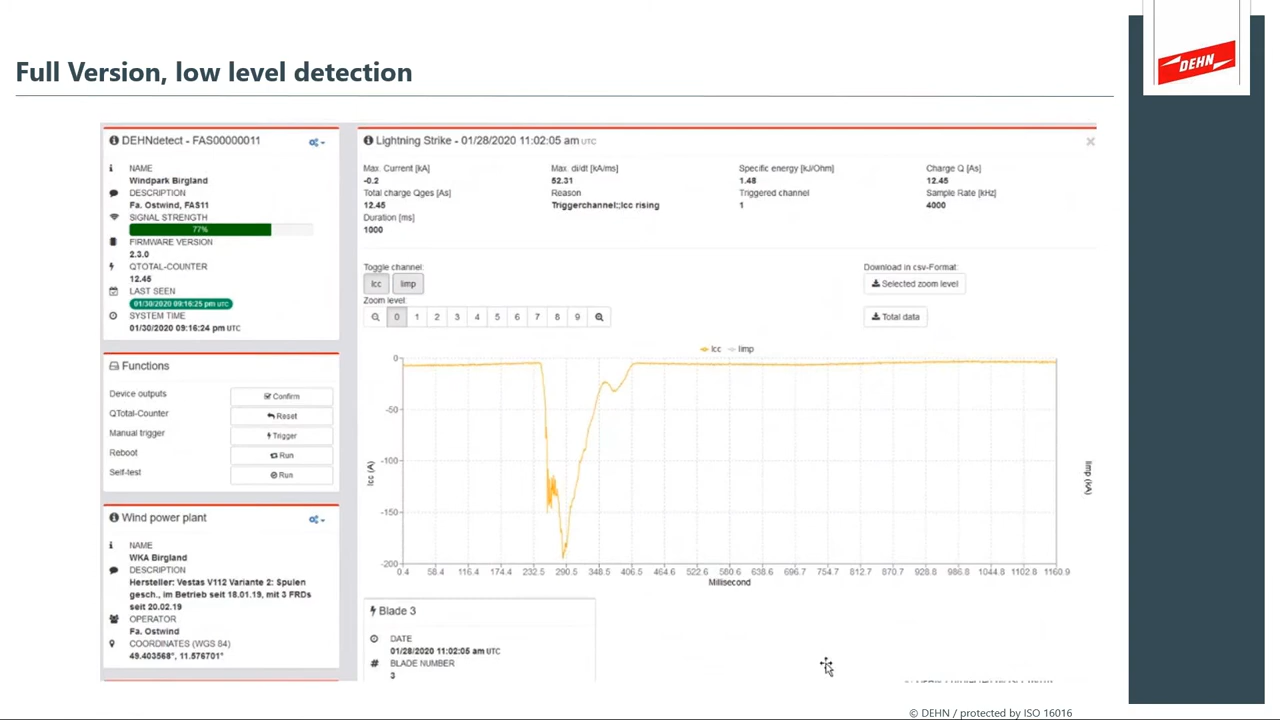 Full Version, low level detection
DEHN
DEHNdetect - FAS00000011
NAME
Windpark Birgland
DESCRIPTION
Fa. Ostwind, FAS11
SIGNAL STRENGTH
77%
FIRMWARE VERSION
2.3.0
QTOTAL-COUNTER
12.45
LAST SEEN
01/30/2020 09:16:25 pm UTC
SYSTEM TIME
01/30/2020 09:16:24 pm UTC
Functions
Device outputs Confirm
QTotal-Counter Reset
Manual trigger Trigger
Reboot Run
Self-test Run
Wind power plant
NAME
WKA Birgland
DESCRIPTION
Hersteller: Vestas V112 Variante 2: Spulen
gesch., im Betrieb seit 18.01.19, mit 3 FRDs
seit 20.02.19
OPERATOR
Fa. Ostwind
COORDINATES (WGS 84)
49.403568°, 11.576701°
Lightning Strike - 01/28/2020 11:02:05 am UTC
Max. Current [kA] Max. di/dt [kA/ms] Specific energy [kJ/Ohm] Charge Q [As]
-0.2 52.31 1.48 12.45
Total charge Qges [As] Reason Triggered channel Sample Rate [kHz]
12.45 Triggerchannel:;Icc rising 1 4000
Duration [ms]
1000
Toggle channel: Download in csv-Format:
Icc Iimp Selected zoom level
Zoom level:
0 1 2 3 4 5 6 7 8 9 Total data
Icc Iimp
0
-50
-100
-150
-200
Icc (A)
Iimp (kA)
0.4 58.4 116.4 174.4 232.5 290.5 348.5 406.5 464.6 522.6 580.6 638.6 696.7 754.7 812.7 870.7 928.8 986.8 1044.8 1102.8 1160.9
Millisecond
Blade 3
DATE
01/28/2020 11:02:05 am UTC
BLADE NUMBER
3
© DEHN / protected by ISO 16016